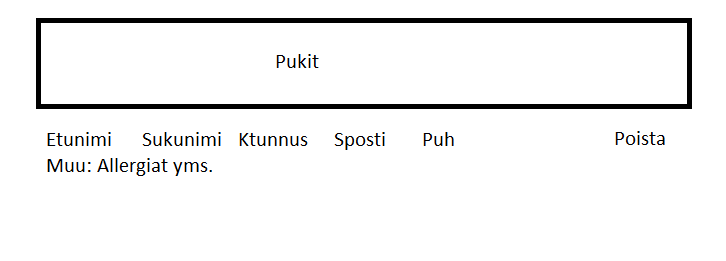 Pukit
Etunimi Sukunimi Ktunnus Sposti Puh Poista
Muu: Allergiat yms.